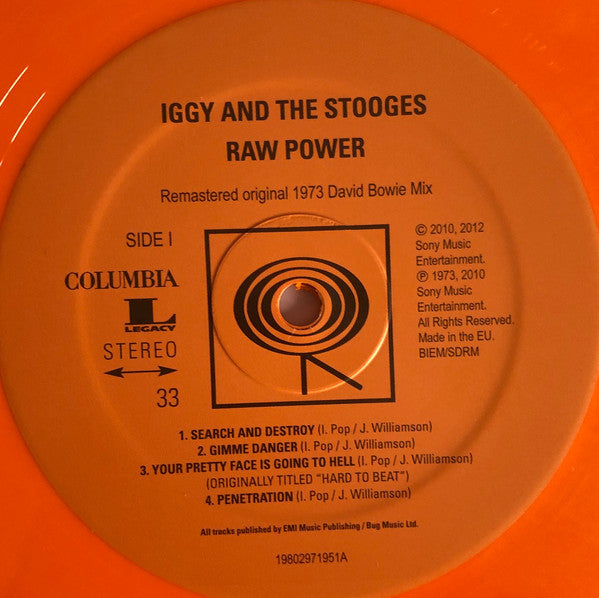 IGGY AND THE STOOGES
RAW POWER
Remastered original 1973 David Bowie Mix
SIDE I
COLUMBIA
L
LEGACY
STEREO
33
© 2010, 2012
Sony Music
Entertainment.
℗ 1973, 2010
Sony Music
Entertainment.
All Rights Reserved.
Made in the EU.
BIEM/SDRM
1. SEARCH AND DESTROY (I. Pop / J. Williamson)
2. GIMME DANGER (I. Pop / J. Williamson)
3. YOUR PRETTY FACE IS GOING TO HELL (I. Pop / J. Williamson)
(ORIGINALLY TITLED "HARD TO BEAT")
4. PENETRATION (I. Pop / J. Williamson)
All tracks published by EMI Music Publishing / Bug Music Ltd.
19802971951A